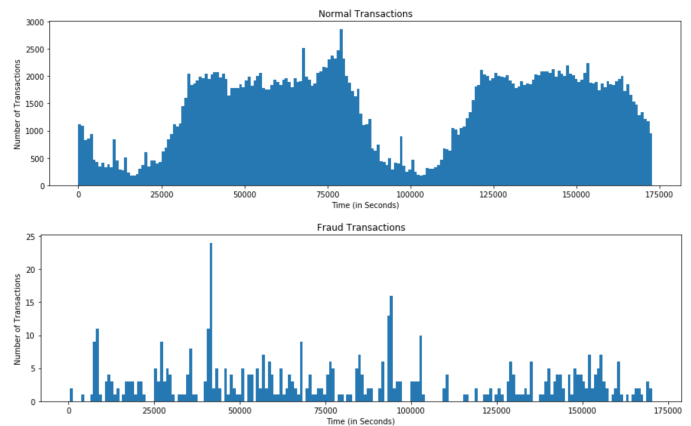 Normal Transactions
3000
2500
2000
1500
1000
500
0
Number of Transactions
0 25000 50000 75000 100000 125000 150000 175000
Time (in Seconds)
Fraud Transactions
25
20
15
10
5
0
Number of Transactions
0 25000 50000 75000 100000 125000 150000 175000
Time (in Seconds)